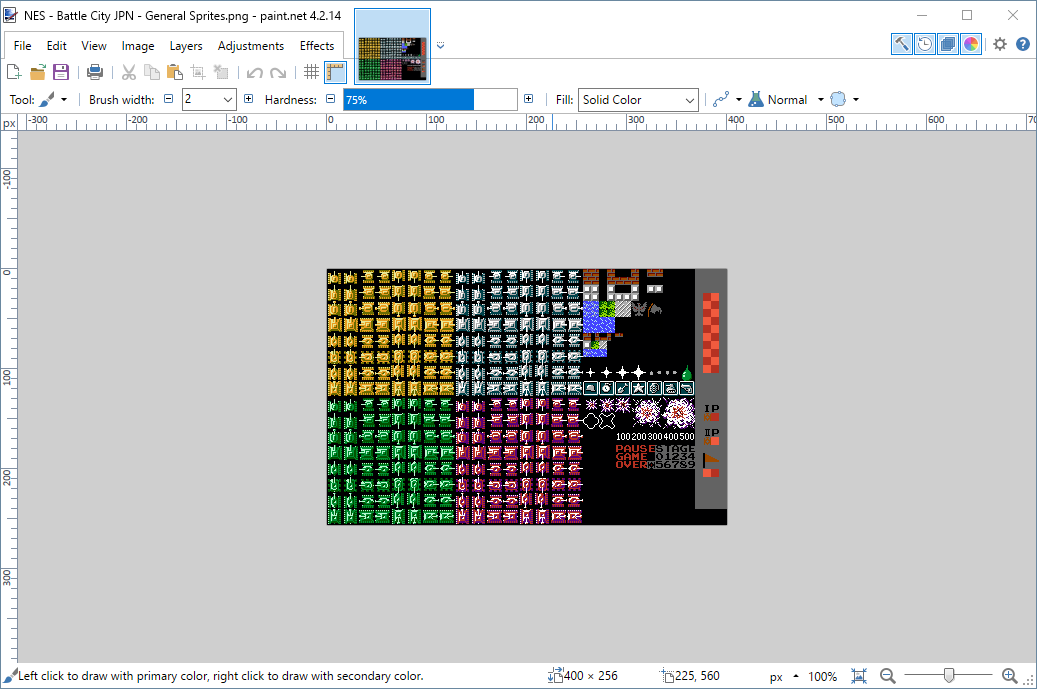 NES - Battle City JPN - General Sprites.png - paint.net 4.2.14
File Edit View Image Layers Adjustments Effects
Tool: Brush width: 2 Hardness: 75% Fill: Solid Color Normal
px -300 -200 -100 0 100 200 300 400 500 600 70
-100
0
100
200
300
IP
IP
100 200 300 400 500
PAUSE STAGE
GAME 01234
OVER 56789
Left click to draw with primary color, right click to draw with secondary color. 400 × 256 225, 560 px 100%